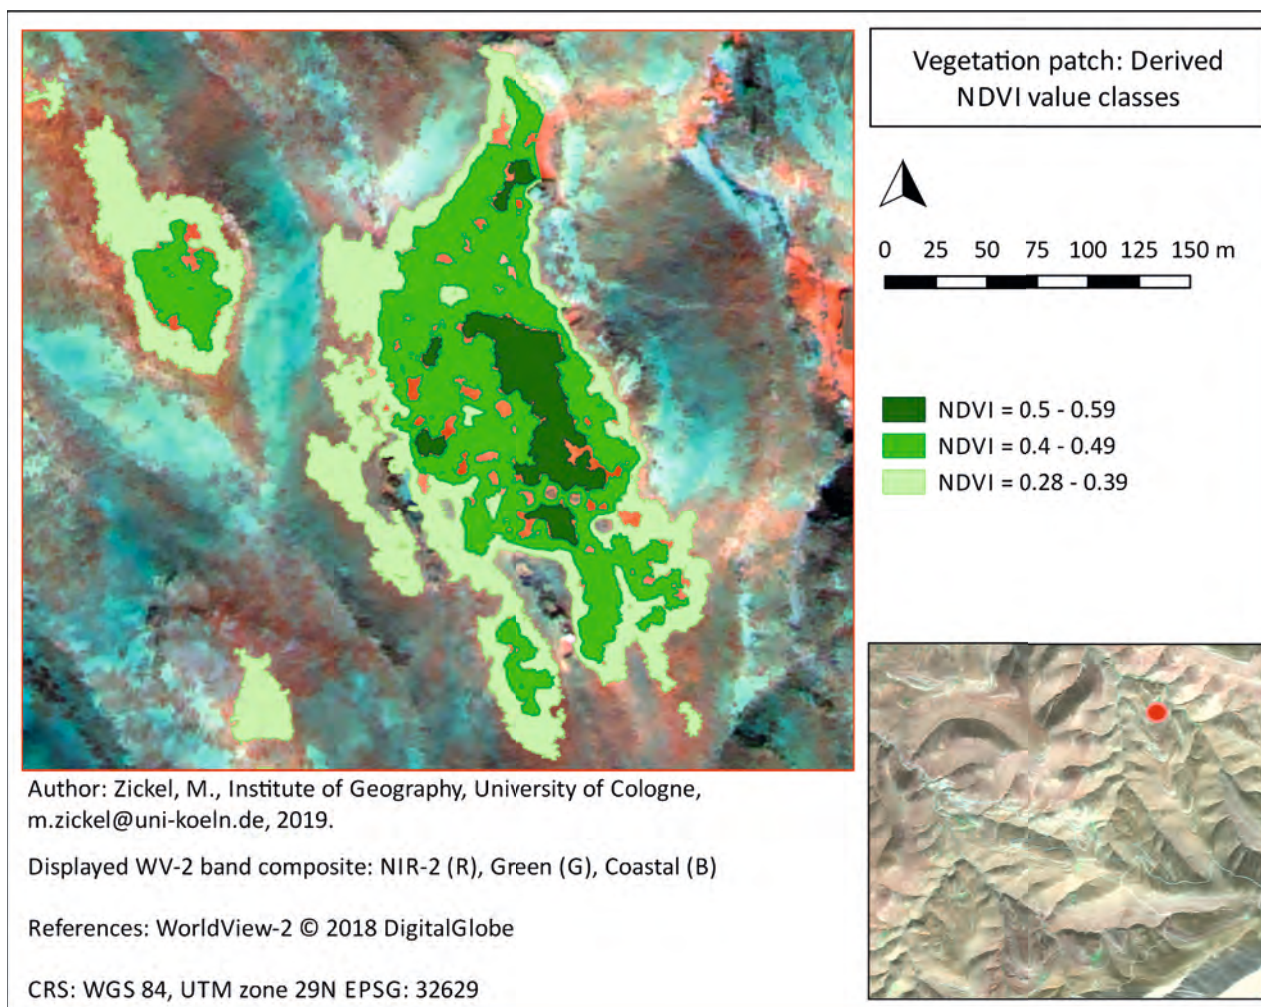 Vegetation patch: Derived
NDVI value classes
0 25 50 75 100 125 150 m
NDVI = 0.5 - 0.59
NDVI = 0.4 - 0.49
NDVI = 0.28 - 0.39
Author: Zickel, M., Institute of Geography, University of Cologne,
m.zickel@uni-koeln.de, 2019.
Displayed WV-2 band composite: NIR-2 (R), Green (G), Coastal (B)
References: WorldView-2 © 2018 DigitalGlobe
CRS: WGS 84, UTM zone 29N EPSG: 32629